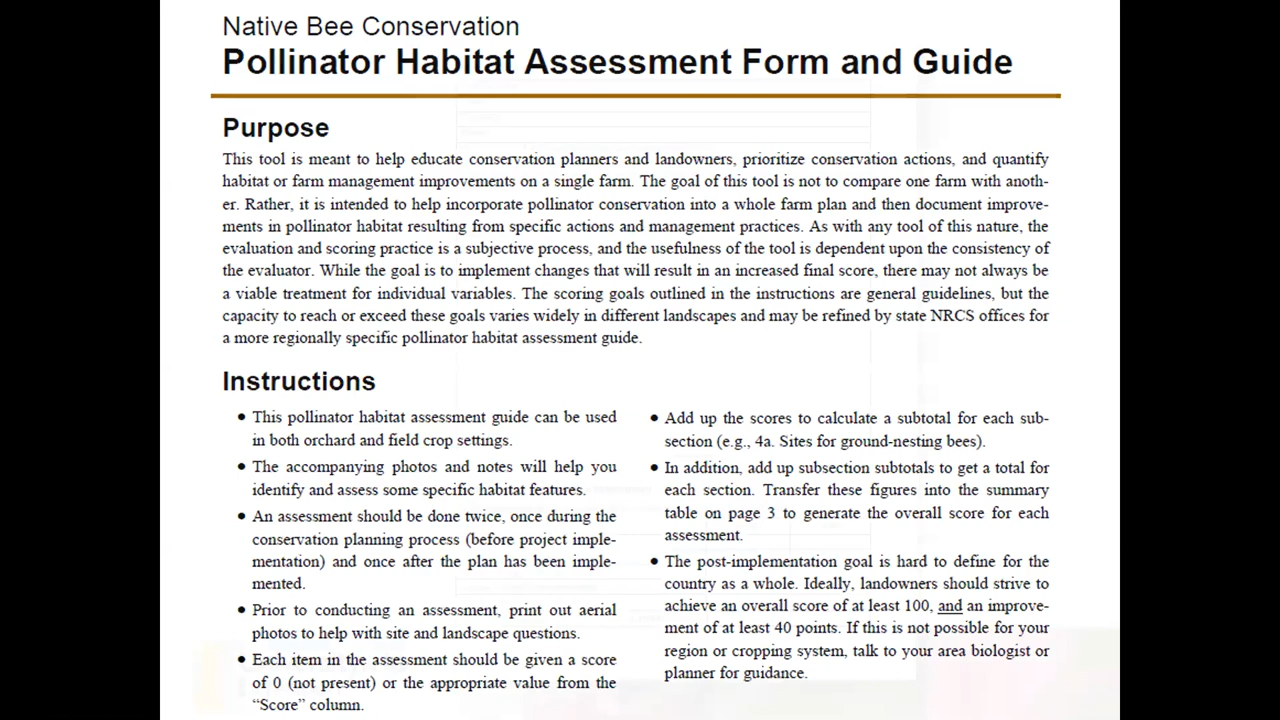 Native Bee Conservation
Pollinator Habitat Assessment Form and Guide
Purpose
This tool is meant to help educate conservation planners and landowners, prioritize conservation actions, and quantify
habitat or farm management improvements on a single farm. The goal of this tool is not to compare one farm with anoth-
er. Rather, it is intended to help incorporate pollinator conservation into a whole farm plan and then document improve-
ments in pollinator habitat resulting from specific actions and management practices. As with any tool of this nature, the
evaluation and scoring practice is a subjective process, and the usefulness of the tool is dependent upon the consistency of
the evaluator. While the goal is to implement changes that will result in an increased final score, there may not always be
a viable treatment for individual variables. The scoring goals outlined in the instructions are general guidelines, but the
capacity to reach or exceed these goals varies widely in different landscapes and may be refined by state NRCS offices for
a more regionally specific pollinator habitat assessment guide.
Instructions
• This pollinator habitat assessment guide can be used
in both orchard and field crop settings.
• The accompanying photos and notes will help you
identify and assess some specific habitat features.
• An assessment should be done twice, once during the
conservation planning process (before project imple-
mentation) and once after the plan has been imple-
mented.
• Prior to conducting an assessment, print out aerial
photos to help with site and landscape questions.
• Each item in the assessment should be given a score
of 0 (not present) or the appropriate value from the
“Score” column.
• Add up the scores to calculate a subtotal for each sub-
section (e.g., 4a. Sites for ground-nesting bees).
• In addition, add up subsection subtotals to get a total for
each section. Transfer these figures into the summary
table on page 3 to generate the overall score for each
assessment.
• The post-implementation goal is hard to define for the
country as a whole. Ideally, landowners should strive to
achieve an overall score of at least 100, and an improve-
ment of at least 40 points. If this is not possible for your
region or cropping system, talk to your area biologist or
planner for guidance.